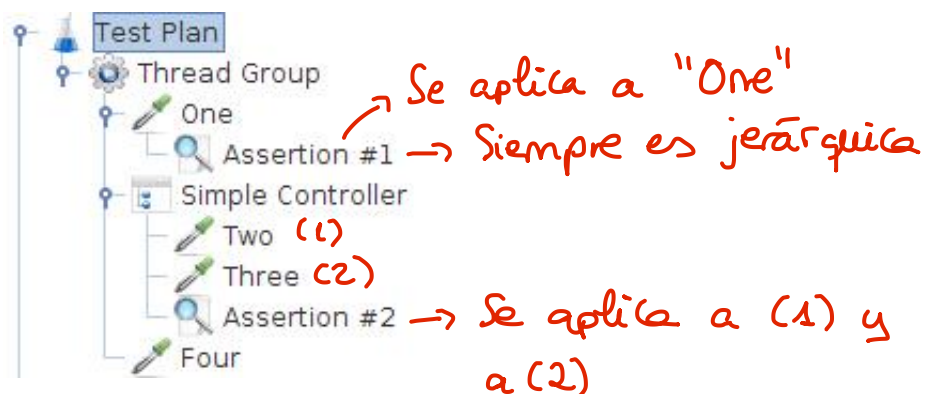 Test Plan
Thread Group
One
Assertion #1
Simple Controller
Two (1)
Three (2)
Assertion #2
Four
Se aplica a "One"
Siempre es jerárquica
Se aplica a (1) y
a (2)